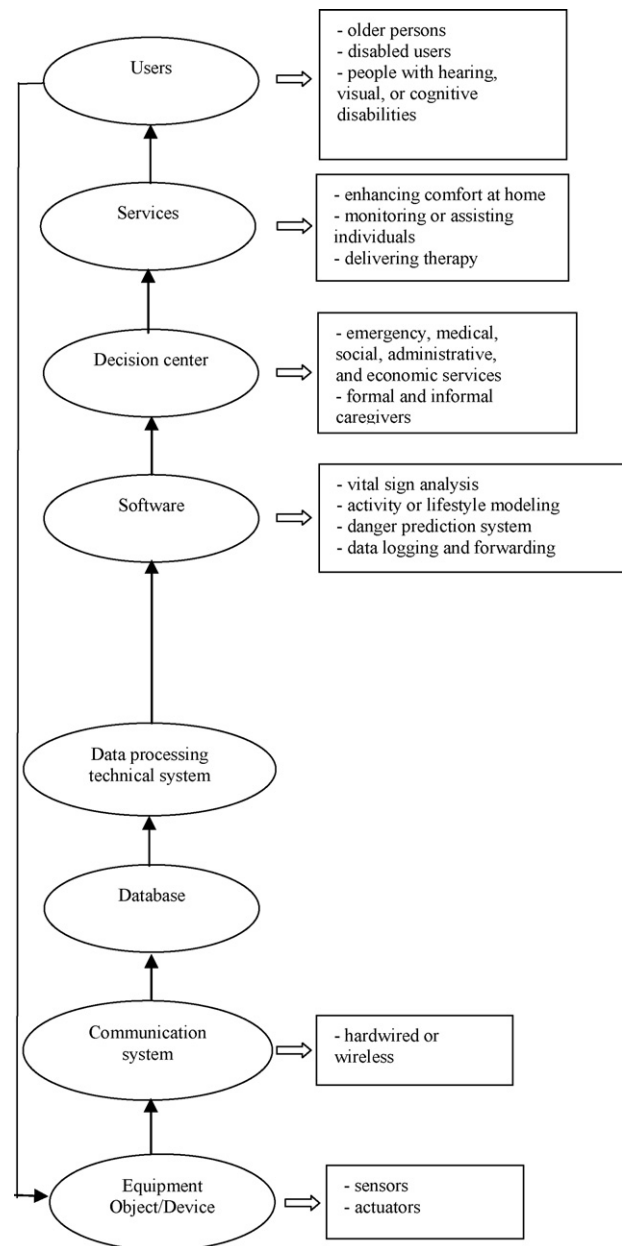 Users
- older persons
- disabled users
- people with hearing,
visual, or cognitive
disabilities
Services
- enhancing comfort at home
- monitoring or assisting
individuals
- delivering therapy
Decision center
- emergency, medical,
social, administrative,
and economic services
- formal and informal
caregivers
Software
- vital sign analysis
- activity or lifestyle modeling
- danger prediction system
- data logging and forwarding
Data processing
technical system
Database
Communication
system
- hardwired or
wireless
Equipment
Object/Device
- sensors
- actuators